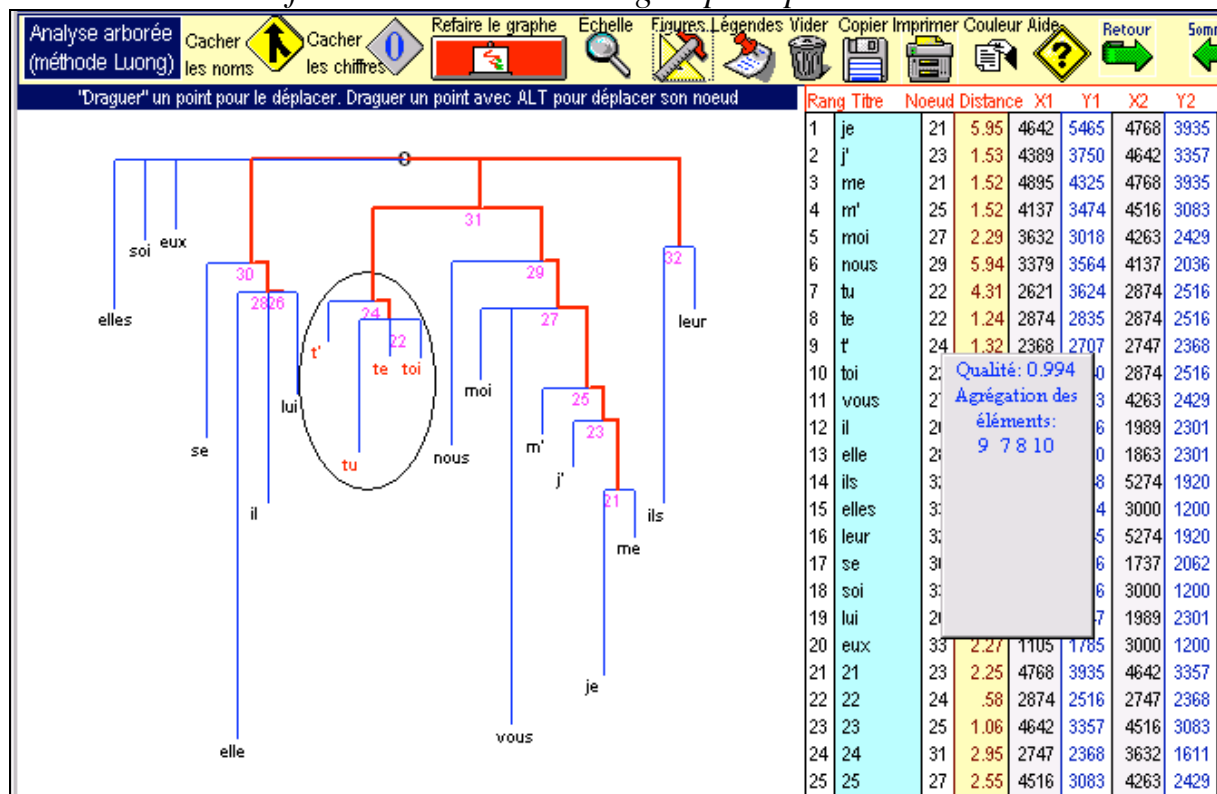 Analyse arborée
(méthode Luong)
Cacher
les noms
Cacher
les chiffres
0
Refaire le graphe
Echelle
Figures
Légendes
Vider
Copier
Imprimer
Couleur
Aide
Retour
"Draguer" un point pour le déplacer. Draguer un point avec ALT pour déplacer son noeud
31
30
2826
24
22
29
27
25
23
21
32
elles
soi
eux
se
elle
il
lui
t'
tu
te
toi
nous
moi
vous
m'
j'
je
me
ils
leur
Rang Titre Noeud Distance X1 Y1 X2 Y2
1 je 21 5.95 4642 5465 4768 3935
2 j' 23 1.53 4389 3750 4642 3357
3 me 21 1.52 4895 4325 4768 3935
4 m' 25 1.52 4137 3474 4516 3083
5 moi 27 2.29 3632 3018 4263 2429
6 nous 29 5.94 3379 3564 4137 2036
7 tu 22 4.31 2621 3624 2874 2516
8 te 22 1.24 2874 2835 2874 2516
9 t' 24 1.32 2368 2707 2747 2368
10 toi 2874 2516
11 vous 4263 2429
12 il 1989 2301
13 elle 1863 2301
14 ils 5274 1920
15 elles 3000 1200
16 leur 5274 1920
17 se 1737 2062
18 soi 3000 1200
19 lui 1989 2301
20 eux 33 2.27 1105 1785 3000 1200
21 21 23 2.25 4768 3935 4642 3357
22 22 24 .58 2874 2516 2747 2368
23 23 25 1.06 4642 3357 4516 3083
24 24 31 2.95 2747 2368 3632 1611
25 25 27 2.55 4516 3083 4263 2429
Qualité: 0.994
Agrégation des
éléments:
9 7 8 10